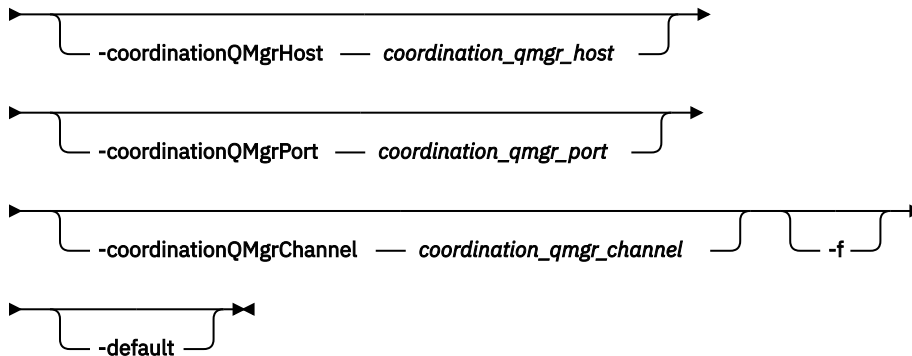 -coordinationQMgrHost coordination_qmgr_host
-coordinationQMgrPort coordination_qmgr_port
-coordinationQMgrChannel coordination_qmgr_channel -f
-default